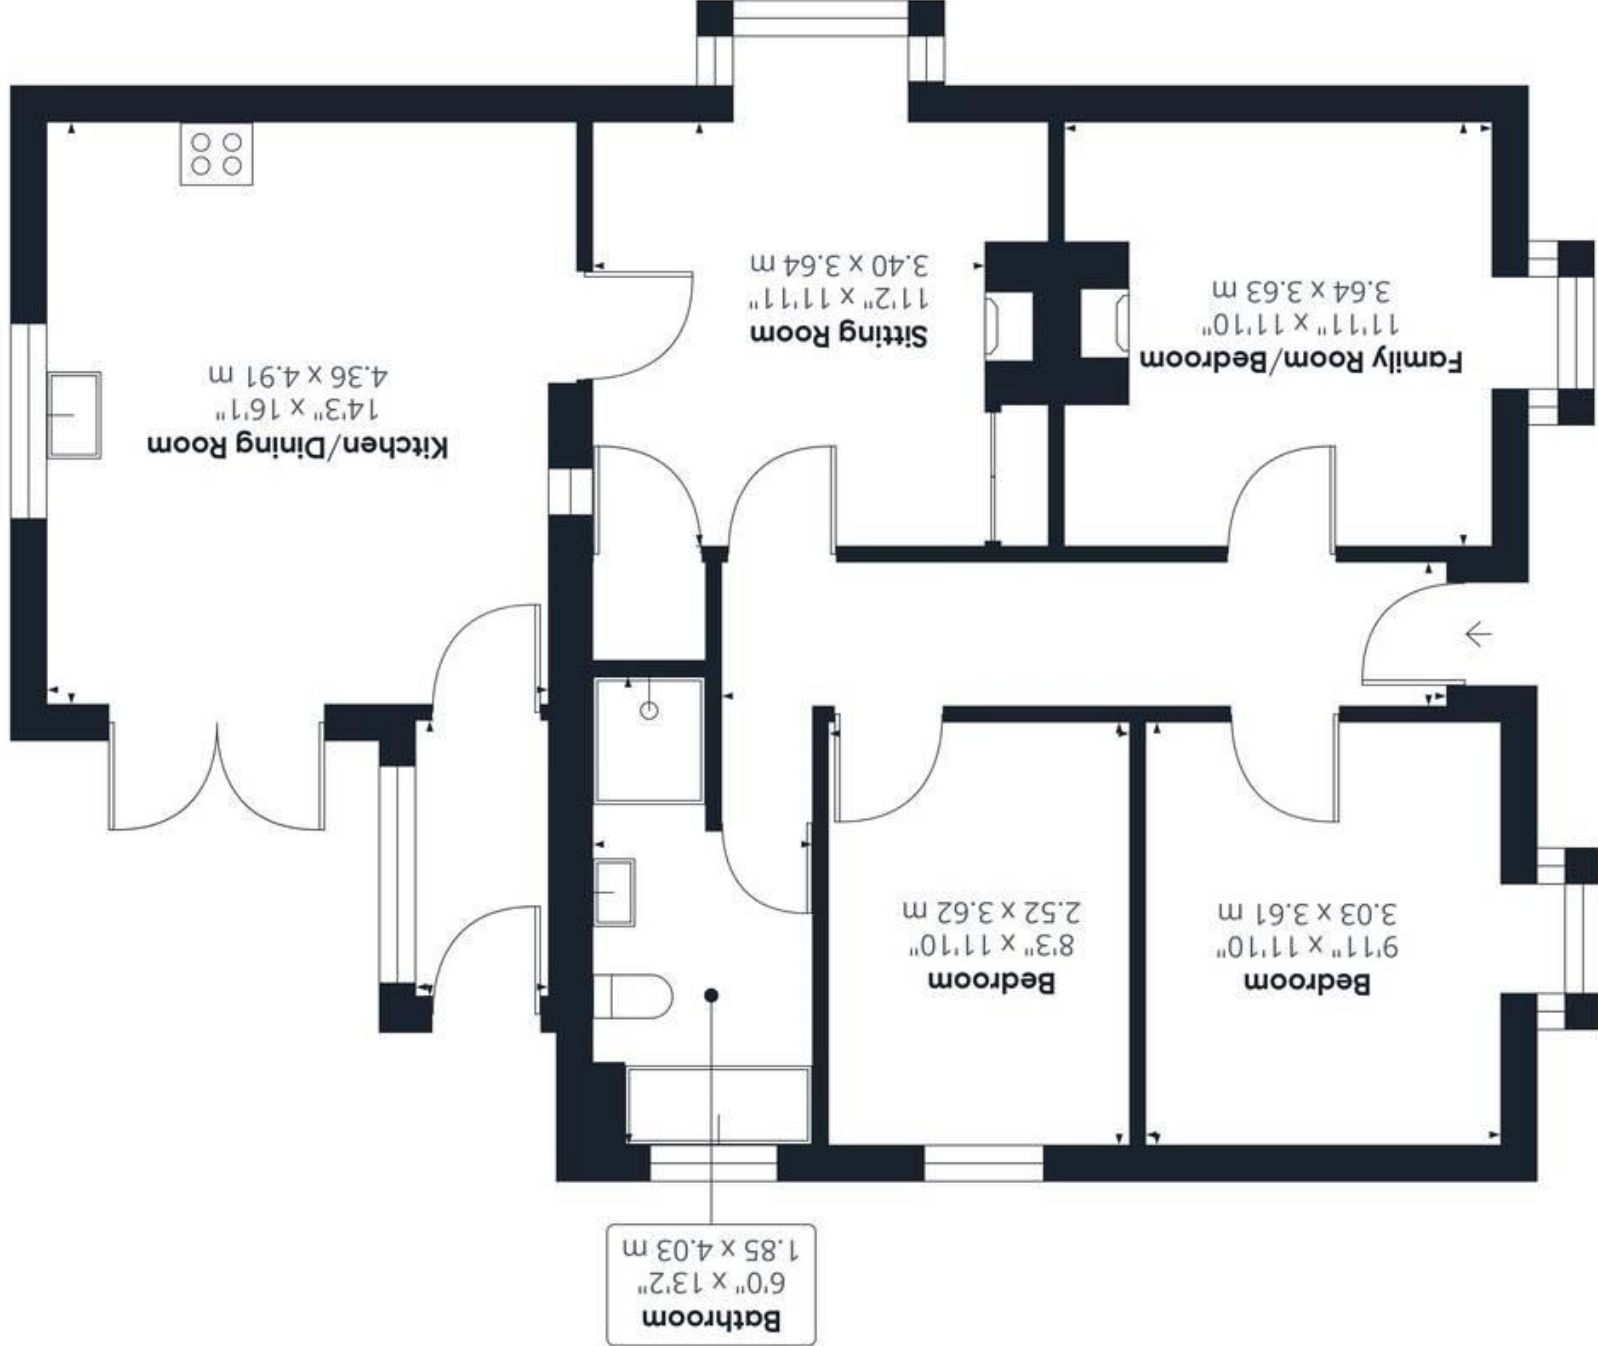 Bathroom
6'0" x 13'2"
1.85 x 4.03 m
Bedroom
9'11" x 11'10"
3.03 x 3.61 m
Bedroom
8'3" x 11'10"
2.52 x 3.62 m
Family Room/Bedroom
11'11" x 11'10"
3.64 x 3.63 m
Sitting Room
11'2" x 11'11"
3.40 x 3.64 m
Kitchen/Dining Room
14'3" x 16'1"
4.36 x 4.91 m